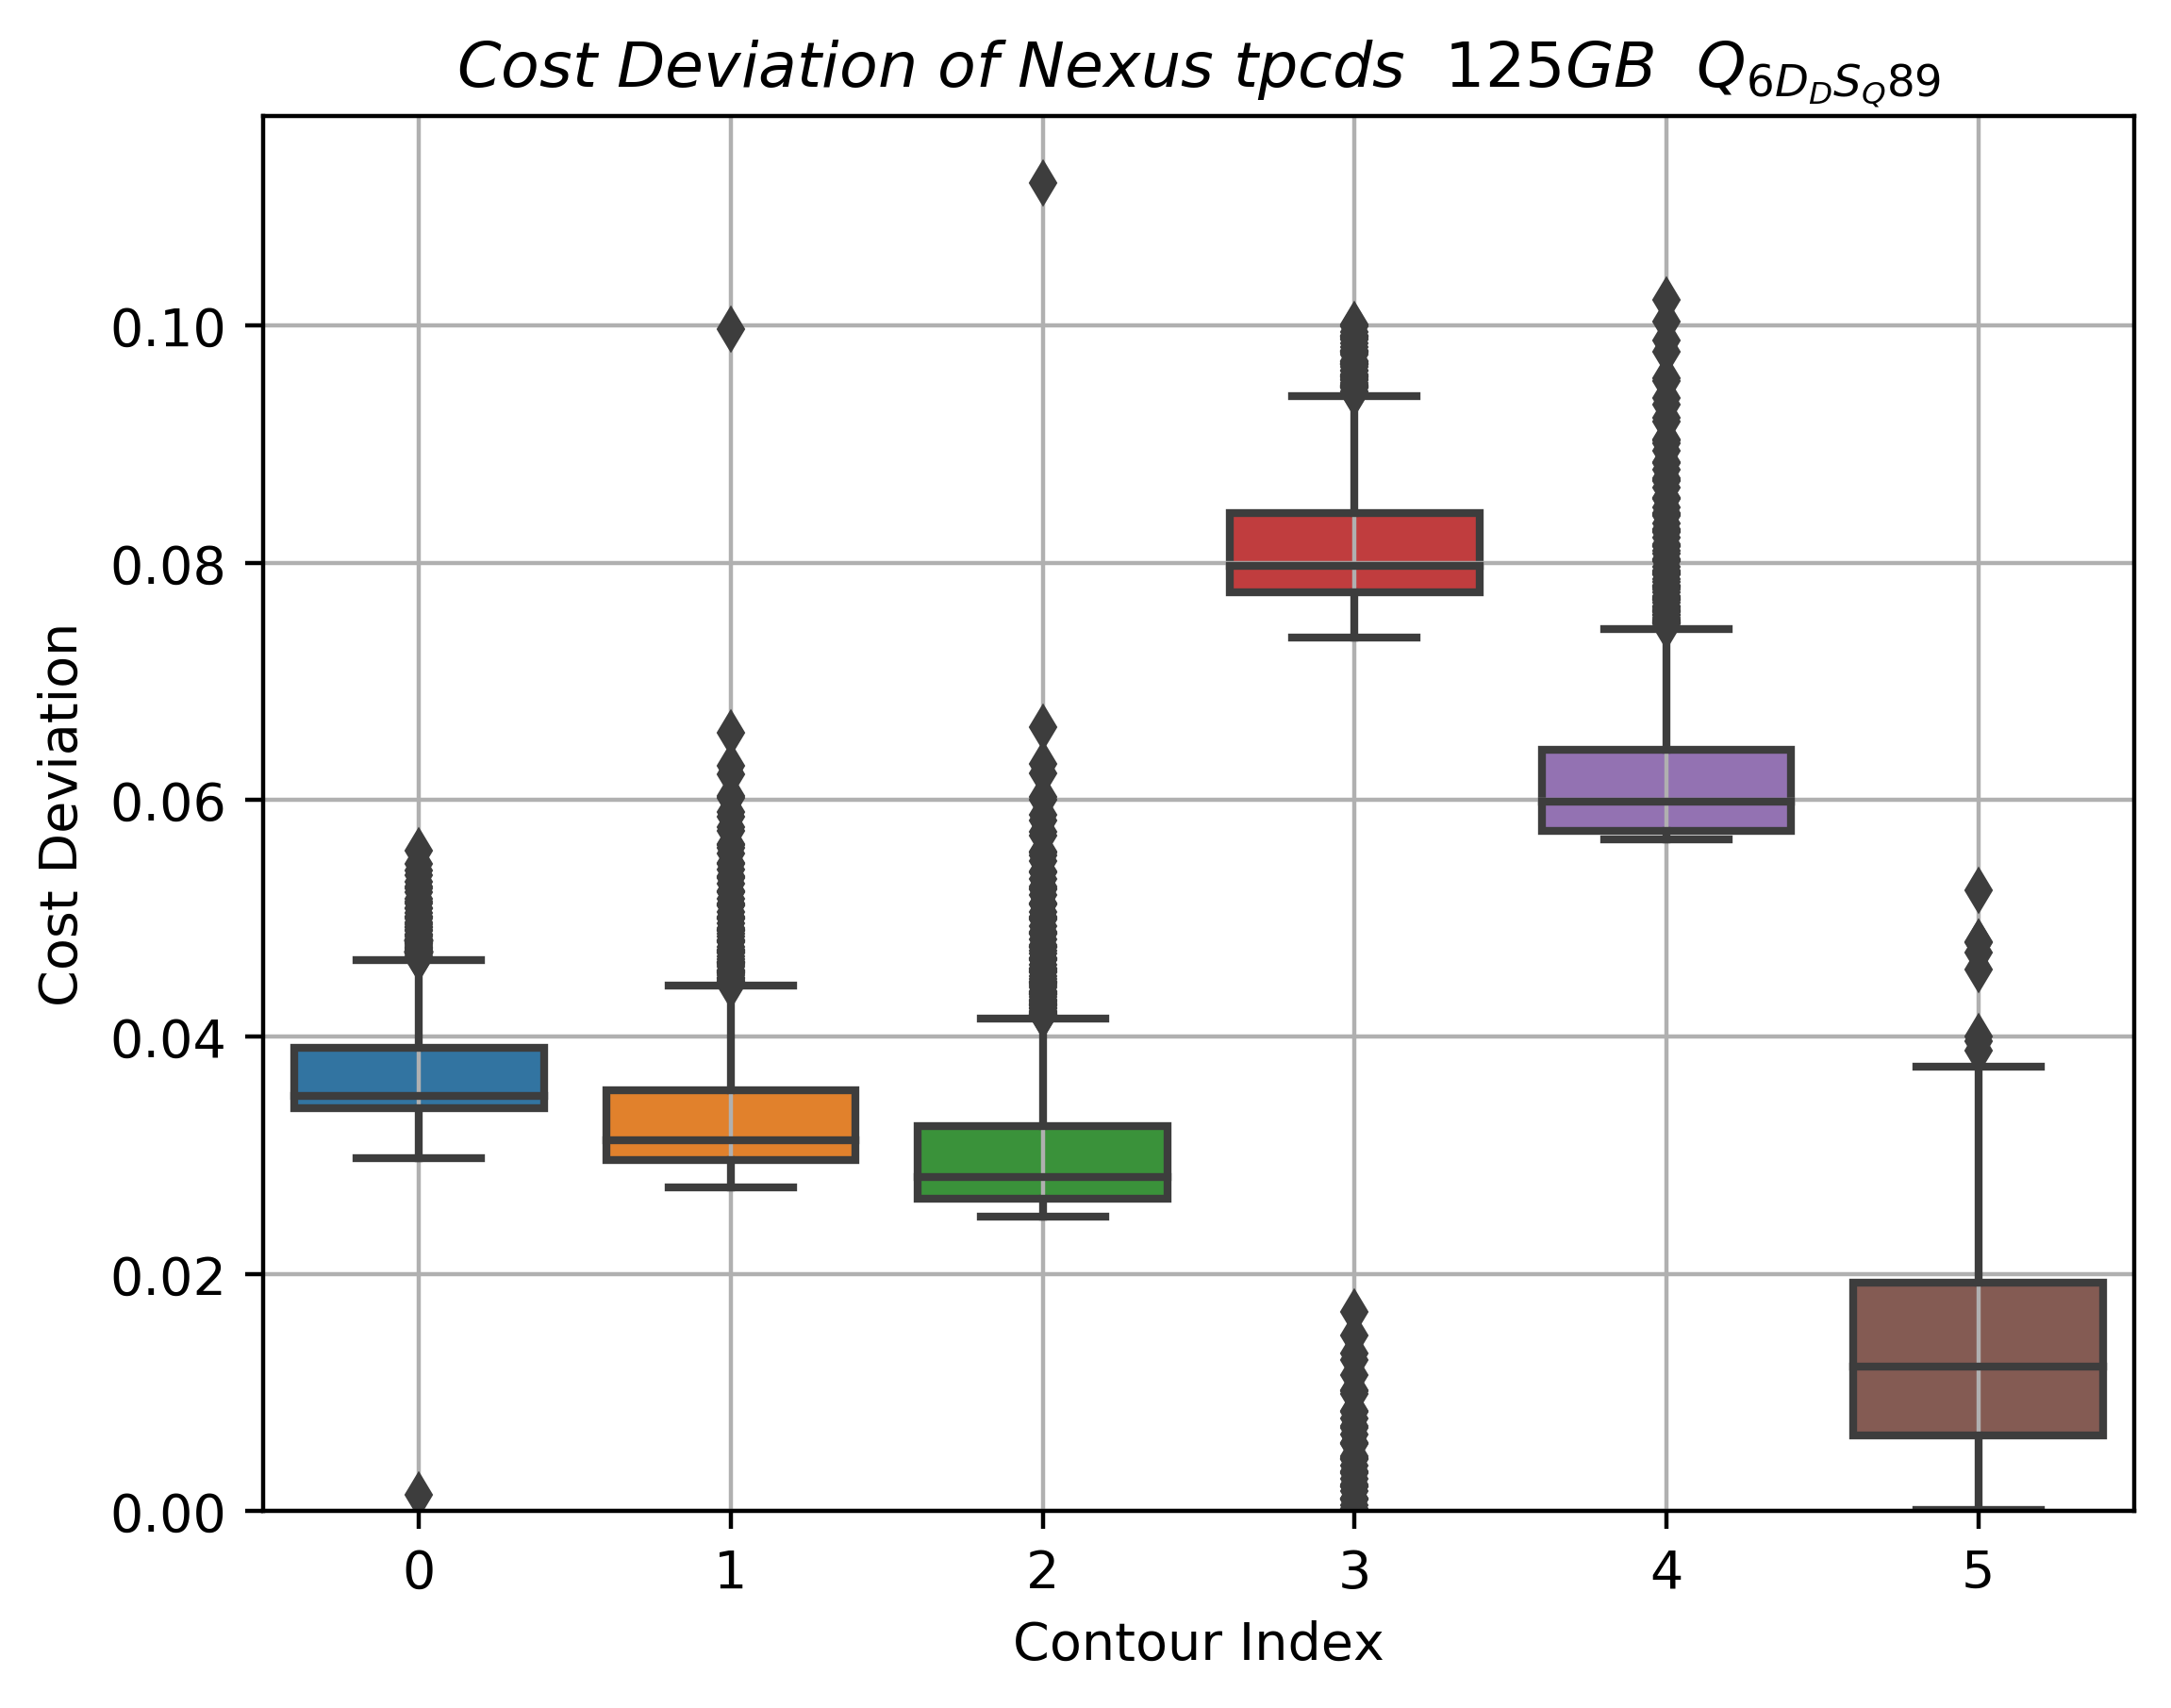 Cost Deviation of Nexus tpcds 125GB Q6DDSQ89
0.10
0.08
0.06
0.04
0.02
0.00
Cost Deviation
0 1 2 3 4 5
Contour Index